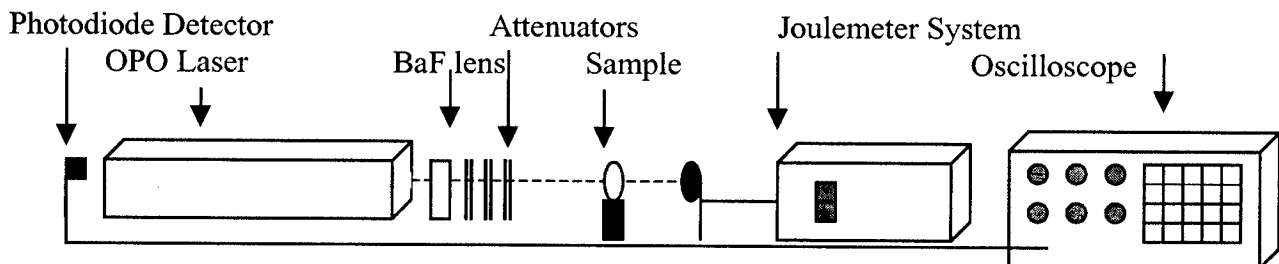 Photodiode Detector
Attenuators
Joulemeter System
OPO Laser
BaF lens
Sample
Oscilloscope